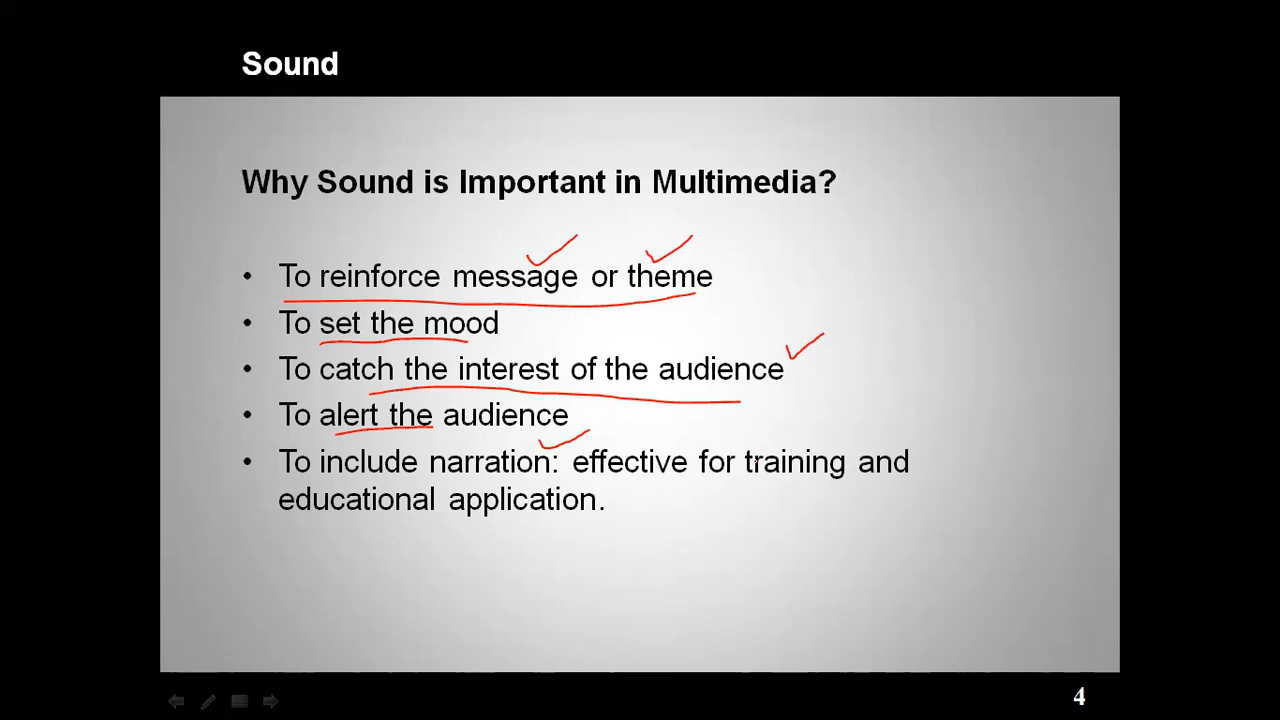 Sound
Why Sound is Important in Multimedia?
• To reinforce message or theme
• To set the mood
• To catch the interest of the audience
• To alert the audience
• To include narration: effective for training and
educational application.
4